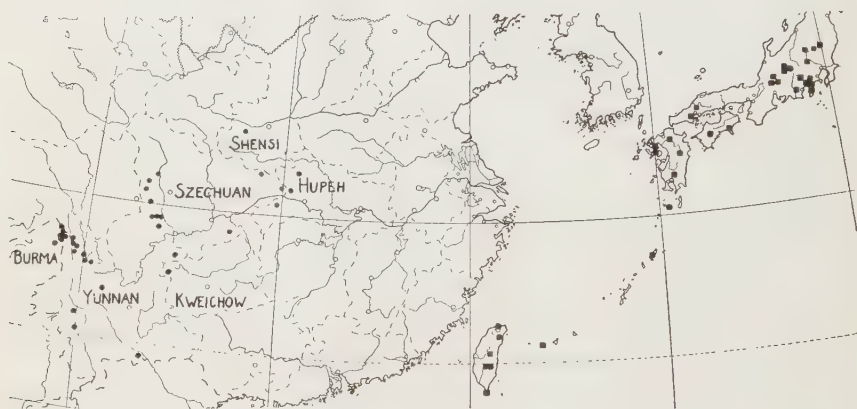 SHENSI
SZECHUAN
HUPEH
BURMA
YUNNAN
KWEICHOW